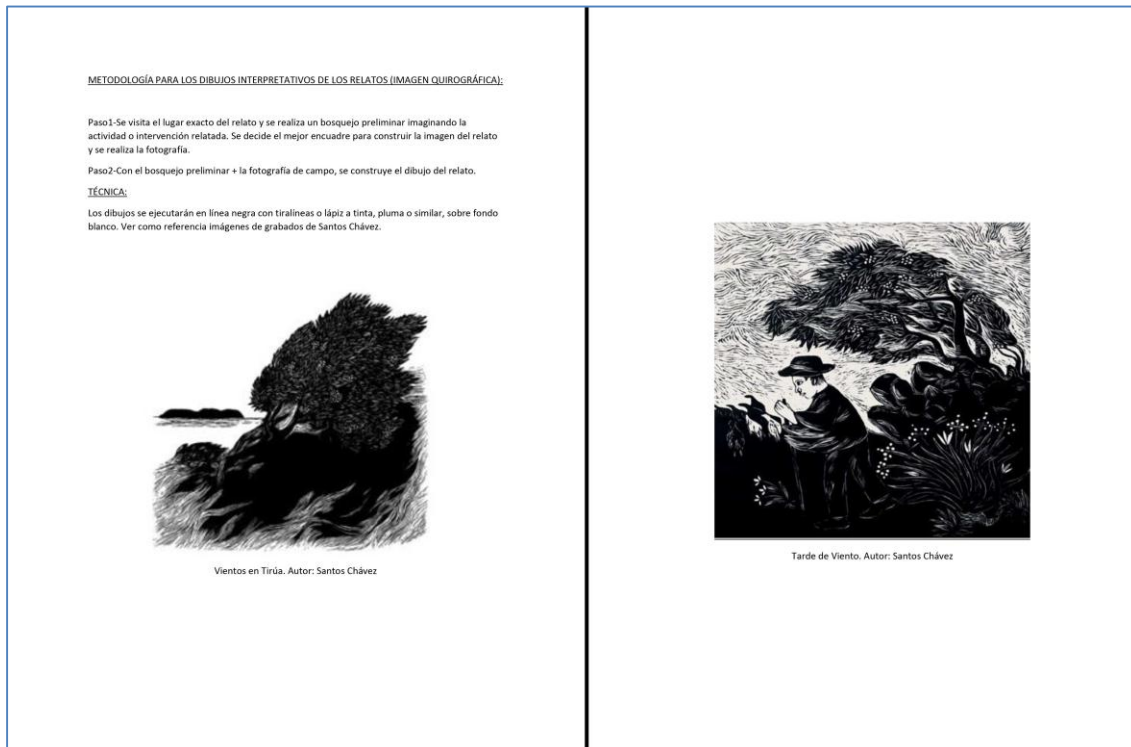 METODOLOGÍA PARA LOS DIBUJOS INTERPRETATIVOS DE LOS RELATOS (IMAGEN QUIROGRÁFICA):
Paso1-Se visita el lugar exacto del relato y se realiza un bosquejo preliminar imaginando la
actividad o intervención relatada. Se decide el mejor encuadre para construir la imagen del relato
y se realiza la fotografía.
Paso2-Con el bosquejo preliminar + la fotografía de campo, se construye el dibujo del relato.
TÉCNICA:
Los dibujos se ejecutarán en línea negra con tiralíneas o lápiz a tinta, pluma o similar, sobre fondo
blanco. Ver como referencia imágenes de grabados de Santos Chávez.
Vientos en Tirúa. Autor: Santos Chávez
Tarde de Viento. Autor: Santos Chávez